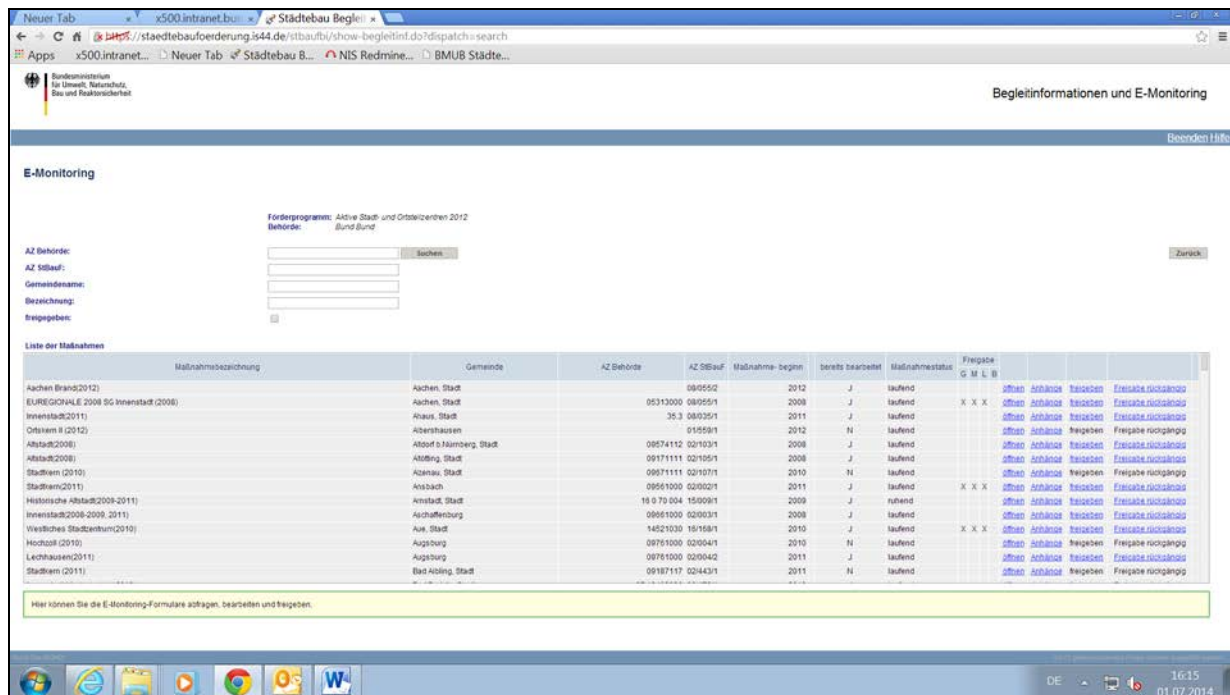 Neuer Tab x500.intranet.bu Städtebau Beglei
https://staedtebaufoerderung.is44.de/stbaufbi/show-begleitinf.do?dispatch=search
Apps x500.intranet... Neuer Tab Städtebau B... NIS Redmine... BMUB Städte...
Bundesministerium
für Umwelt, Naturschutz,
Bau und Reaktorsicherheit
Begleitinformationen und E-Monitoring
Beenden Hilfe
E-Monitoring
Förderprogramm: Aktive Stadt- und Ortsteilzentren 2012
Behörde: Bund Bund
AZ Behörde: Suchen Zurück
AZ StBauF:
Gemeindename:
Bezeichnung:
freigegeben:
Liste der Maßnahmen
Maßnahmebezeichnung Gemeinde AZ Behörde AZ StBauF Maßnahme- beginn bereits bearbeitet Maßnahmestatus Freigabe
G M L B
Aachen Brand(2012) Aachen, Stadt 08/055/2 2012 J laufend öffnen Anhänge freigeben Freigabe rückgängig
EUREGIONALE 2008 SG Innenstadt (2008) Aachen, Stadt 05313000 08/055/1 2008 J laufend X X X öffnen Anhänge freigeben Freigabe rückgängig
Innenstadt(2011) Ahaus, Stadt 35.3 08/035/1 2011 J laufend öffnen Anhänge freigeben Freigabe rückgängig
Ortskern II (2012) Albershausen 01/559/1 2012 N laufend öffnen Anhänge freigeben Freigabe rückgängig
Altstadt(2008) Altdorf b.Nürnberg, Stadt 09574112 02/103/1 2008 J laufend öffnen Anhänge freigeben Freigabe rückgängig
Altstadt(2008) Altötting, Stadt 09171111 02/105/1 2008 J laufend öffnen Anhänge freigeben Freigabe rückgängig
Stadtkern (2010) Alzenau, Stadt 09571111 02/107/1 2010 N laufend öffnen Anhänge freigeben Freigabe rückgängig
Stadtkern(2011) Ansbach 09561000 02/002/1 2011 J laufend X X X öffnen Anhänge freigeben Freigabe rückgängig
Historische Altstadt(2009-2011) Arnstadt, Stadt 16 0 70 004 15/009/1 2009 J ruhend öffnen Anhänge freigeben Freigabe rückgängig
Innenstadt(2008-2009, 2011) Aschaffenburg 09661000 02/003/1 2008 J laufend öffnen Anhänge freigeben Freigabe rückgängig
Westliches Stadtzentrum(2010) Aue, Stadt 14521030 16/168/1 2010 J laufend X X X öffnen Anhänge freigeben Freigabe rückgängig
Hochzoll (2010) Augsburg 09761000 02/004/1 2010 N laufend öffnen Anhänge freigeben Freigabe rückgängig
Lechhausen(2011) Augsburg 09761000 02/004/2 2011 J laufend öffnen Anhänge freigeben Freigabe rückgängig
Stadtkern (2011) Bad Aibling, Stadt 09187117 02/443/1 2011 N laufend öffnen Anhänge freigeben Freigabe rückgängig
Hier können Sie die E-Monitoring-Formulare abfragen, bearbeiten und freigeben.
DE 16:15
01.07.2014